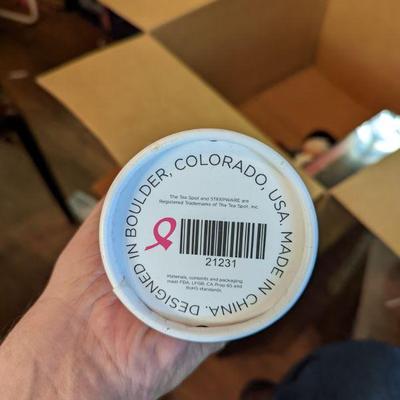 DESIGNED IN BOULDER, COLORADO, USA. MADE IN CHINA.
The Tea Spot and STEEPWARE are
Registered Trademarks of The Tea Spot, Inc.
21231
Materials, contents and packaging
meet FDA, LFGB, CA Prop 65 and
RoHS standards.